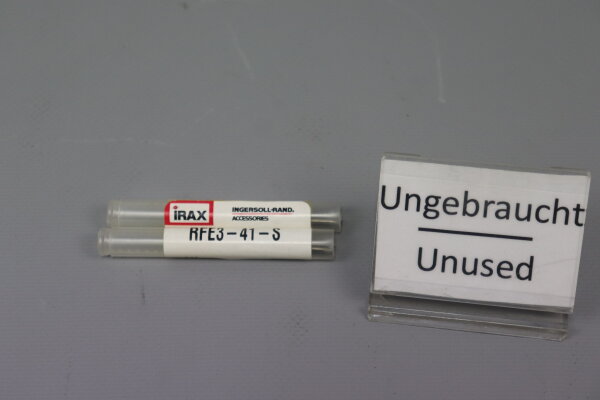 iRAX
INGERSOLL-RAND.
ACCESSORIES
RFE3-41-S
Ungebraucht
Unused